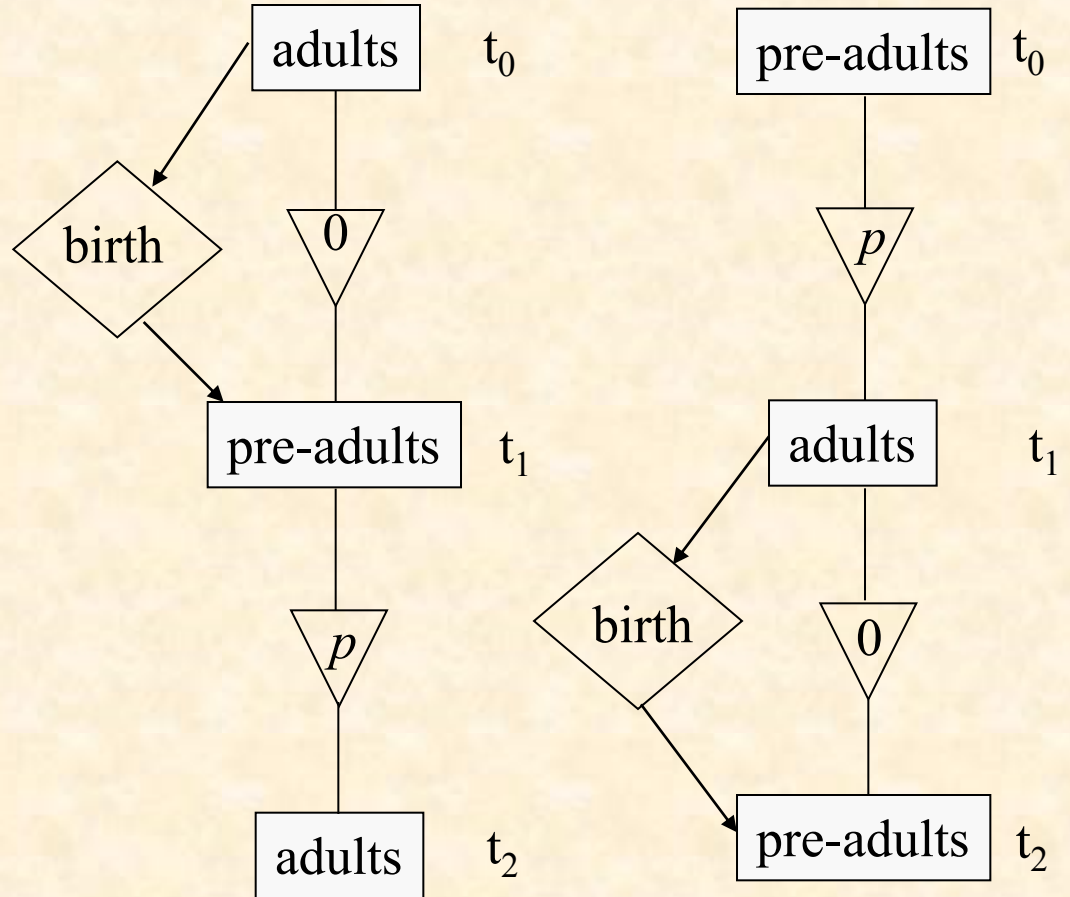 adults t₀
birth
0
pre-adults t₁
p
adults t₂
pre-adults t₀
p
adults t₁
birth
0
pre-adults t₂